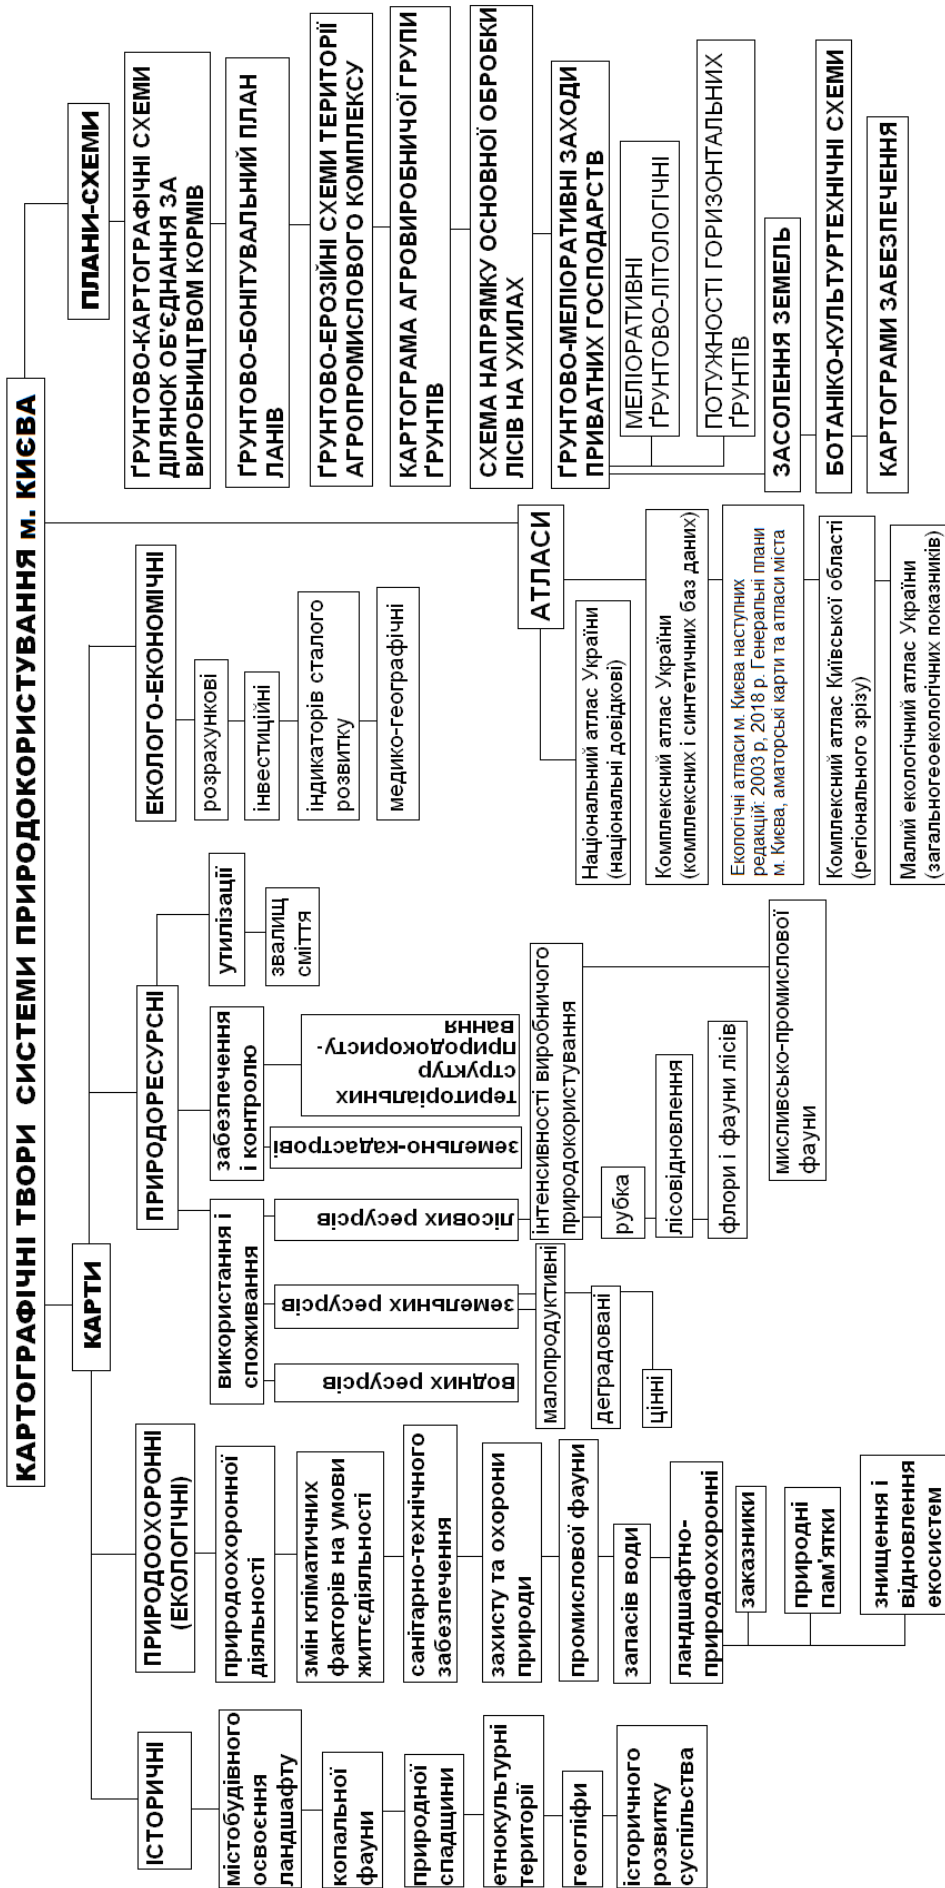 КАРТОГРАФІЧНІ ТВОРИ СИСТЕМИ ПРИРОДОКОРИСТУВАННЯ м. КИЄВА
КАРТИ
ІСТОРИЧНІ
містобудівного
освоєння
ландшафту
копальної
фауни
природної
спадщини
етнокультурні
території
геогліфи
історичного
розвитку
суспільства
ПРИРОДООХОРОННІ
(ЕКОЛОГІЧНІ)
природоохоронної
діяльності
змін кліматичних
факторів на умови
життєдіяльності
санітарно-технічного
забезпечення
захисту та охорони
природи
промислової фауни
запасів води
ландшафтно-
природоохоронні
заказники
природні
пам'ятки
знищення і
відновлення
екосистем
ПРИРОДОРЕСУРСНІ
використання і
споживання
водних ресурсів
земельних ресурсів
малопродуктивні
деградовані
цінні
лісових ресурсів
інтенсивності виробничого
природокористування
рубка
лісовідновлення
флори і фауни лісів
мисливсько-промислової
фауни
забезпечення
і контролю
земельно-кадастрові
територіальних
структур
природокористу-
вання
утилизації
звалищ
сміття
ЕКОЛОГО-ЕКОНОМІЧНІ
розрахункові
інвестиційні
індикаторів сталого
розвитку
медико-географічні
АТЛАСИ
Національний атлас України
(національні довідкові)
Комплексний атлас України
(комплексних і синтетичних баз даних)
Екологічні атласи м. Києва наступних
редакцій: 2003 р, 2018 р. Генеральні плани
м. Києва, аматорські карти та атласи міста
Комплексний атлас Київської області
(регіонального зрізу)
Малий екологічний атлас України
(загальногеоекологічних показників)
ПЛАНИ-СХЕМИ
ҐРУНТОВО-КАРТОГРАФІЧНІ СХЕМИ
ДІЛЯНОК ОБ'ЄДНАННЯ ЗА
ВИРОБНИЦТВОМ КОРМІВ
ҐРУНТОВО-БОНІТУВАЛЬНИЙ ПЛАН
ЛАНІВ
ҐРУНТОВО-ЕРОЗІЙНІ СХЕМИ ТЕРИТОРІЇ
АГРОПРОМИСЛОВОГО КОМПЛЕКСУ
КАРТОГРАМА АГРОВИРОБНИЧОЇ ГРУПИ
ҐРУНТІВ
СХЕМА НАПРЯМКУ ОСНОВНОЇ ОБРОБКИ
ЛІСІВ НА УХИЛАХ
ҐРУНТОВО-МЕЛІОРАТИВНІ ЗАХОДИ
ПРИВАТНИХ ГОСПОДАРСТВ
МЕЛІОРАТИВНІ
ҐРУНТОВО-ЛІТОЛОГІЧНІ
ПОТУЖНОСТІ ГОРИЗОНТАЛЬНИХ
ҐРУНТІВ
ЗАСОЛЕННЯ ЗЕМЕЛЬ
БОТАНІКО-КУЛЬТУРТЕХНІЧНІ СХЕМИ
КАРТОГРАМИ ЗАБЕЗПЕЧЕННЯ